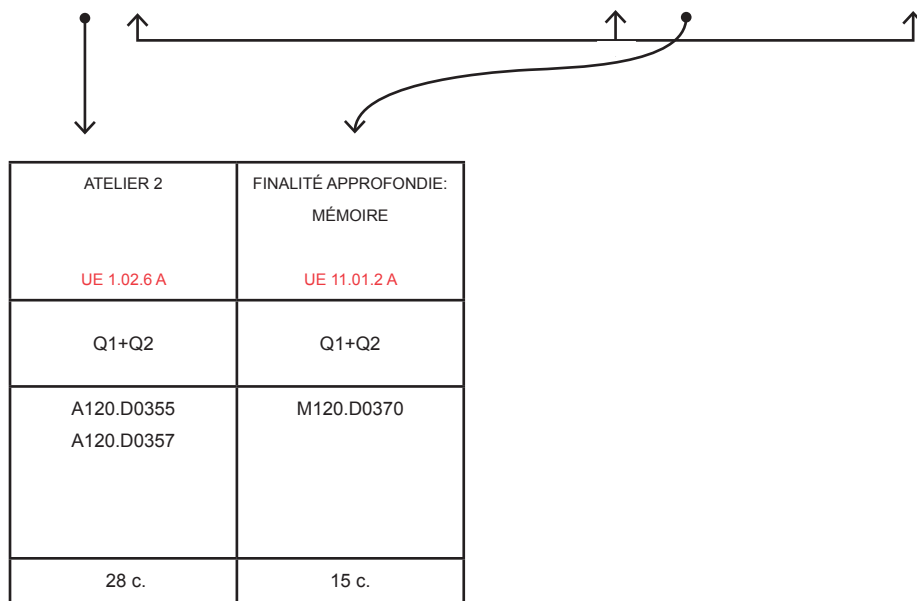 ATELIER 2
UE 1.02.6 A
FINALITÉ APPROFONDIE:
MÉMOIRE
UE 11.01.2 A
Q1+Q2
Q1+Q2
A120.D0355
A120.D0357
M120.D0370
28 c.
15 c.